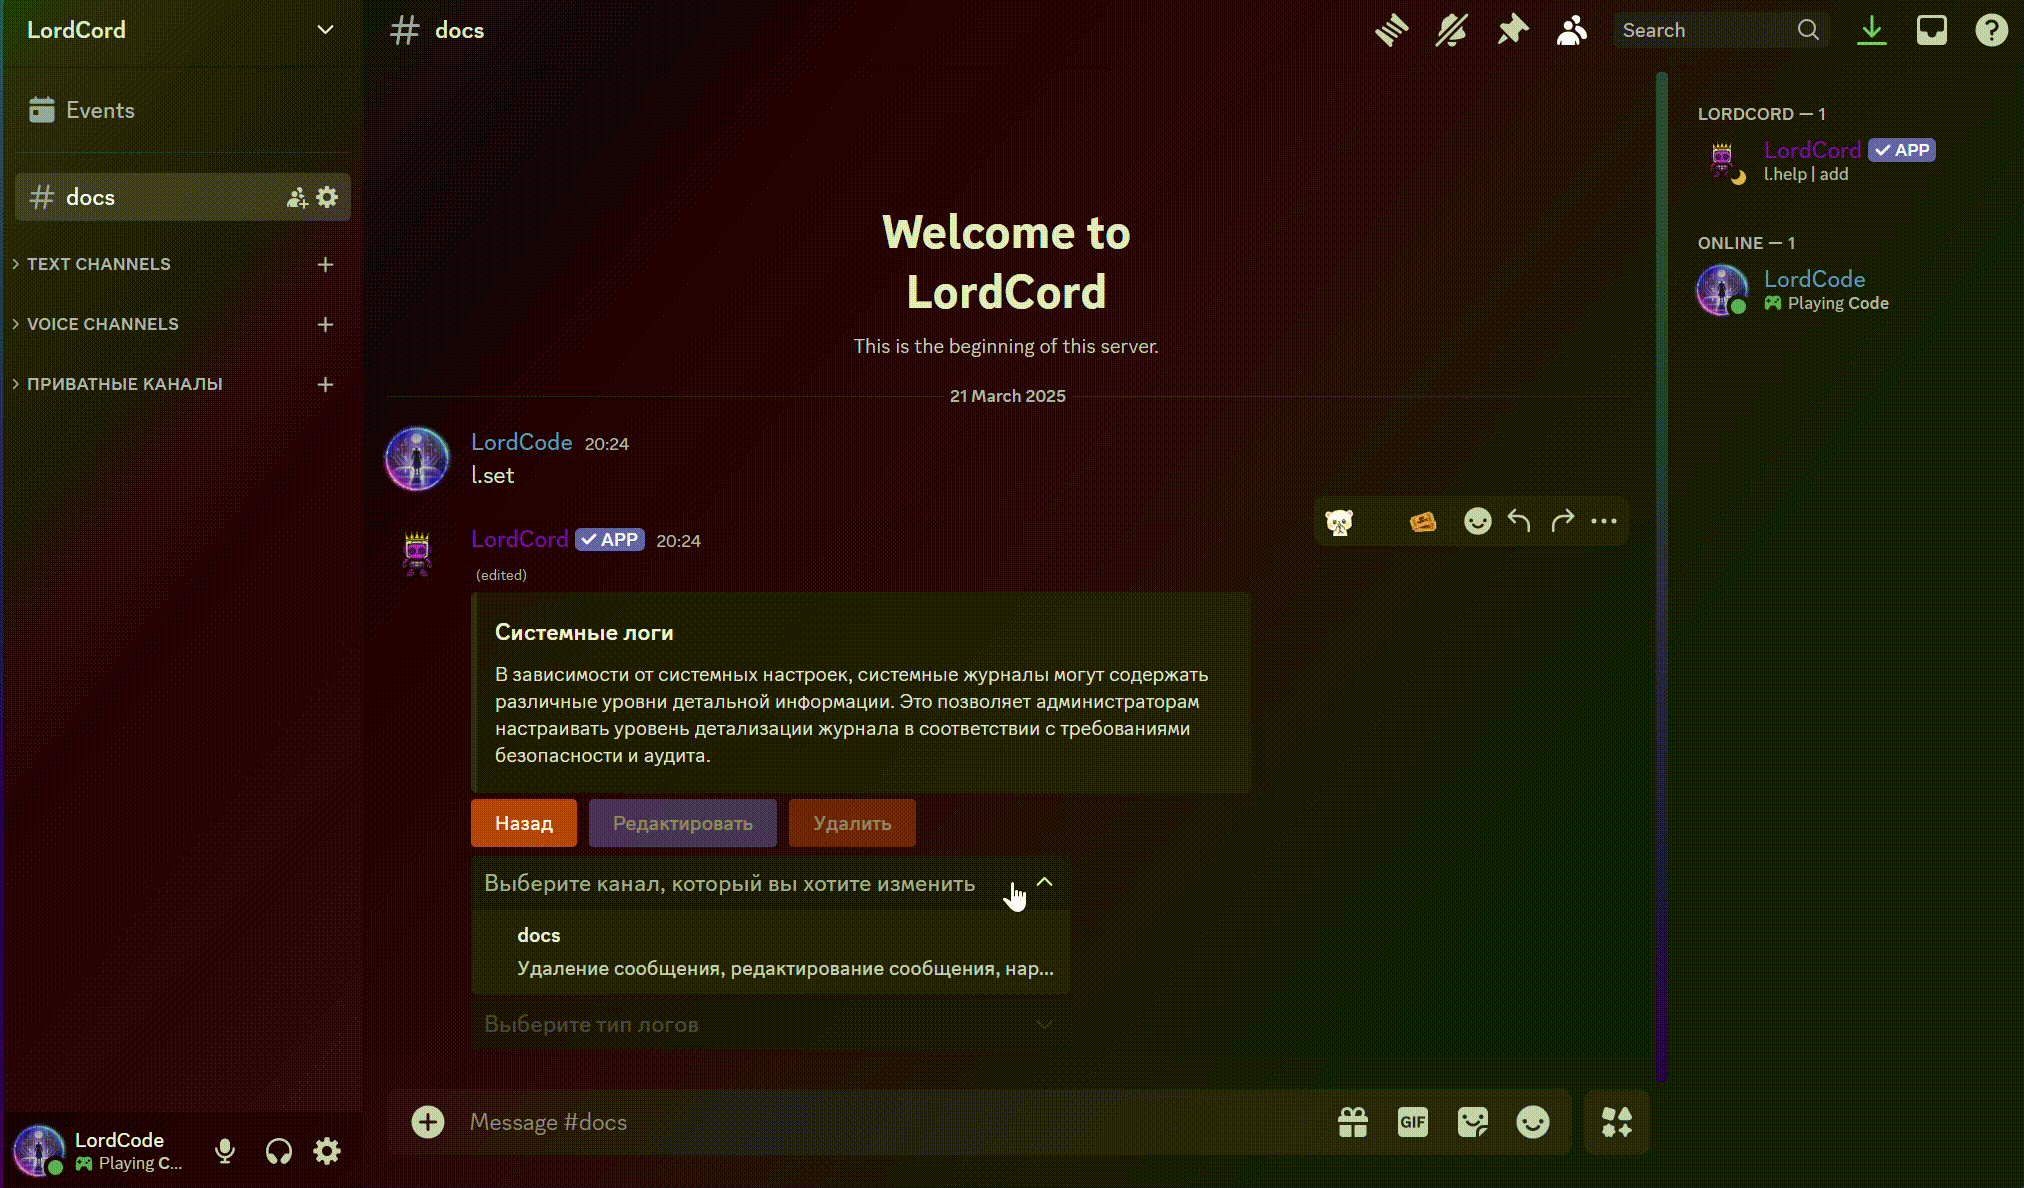 LordCord
Events
docs
TEXT CHANNELS
VOICE CHANNELS
ПРИВАТНЫЕ КАНАЛЫ
LordCode
Playing C...
docs
Search
Welcome to
LordCord
This is the beginning of this server.
21 March 2025
LordCode 20:24
l.set
LordCord APP 20:24
(edited)
Системные логи
В зависимости от системных настроек, системные журналы могут содержать
различные уровни детальной информации. Это позволяет администраторам
настраивать уровень детализации журнала в соответствии с требованиями
безопасности и аудита.
Назад Редактировать Удалить
Выберите канал, который вы хотите изменить
docs
Удаление сообщения, редактирование сообщения, нар...
Выберите тип логов
Message #docs
GIF
LORDCORD — 1
LordCord APP
l.help | add
ONLINE — 1
LordCode
Playing Code